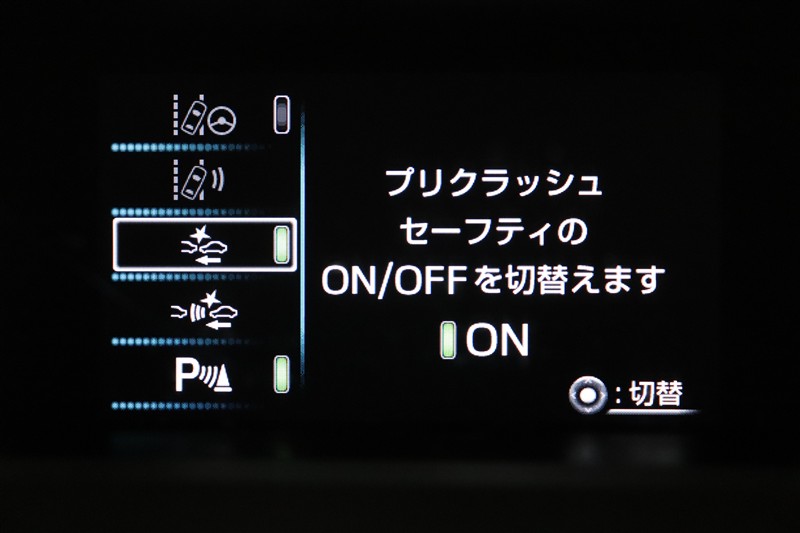 プリクラッシュ
セーフティの
ON/OFFを切替えます
ON
P
:切替